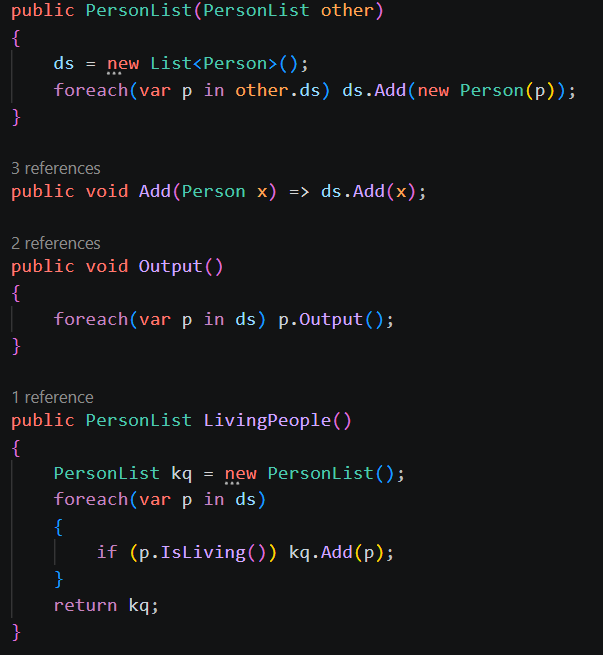 public PersonList(PersonList other)
{
    ds = new List<Person>();
    foreach(var p in other.ds) ds.Add(new Person(p));
}
3 references
public void Add(Person x) => ds.Add(x);
2 references
public void Output()
{
    foreach(var p in ds) p.Output();
}
1 reference
public PersonList LivingPeople()
{
    PersonList kq = new PersonList();
    foreach(var p in ds)
    {
        if (p.IsLiving()) kq.Add(p);
    }
    return kq;
}